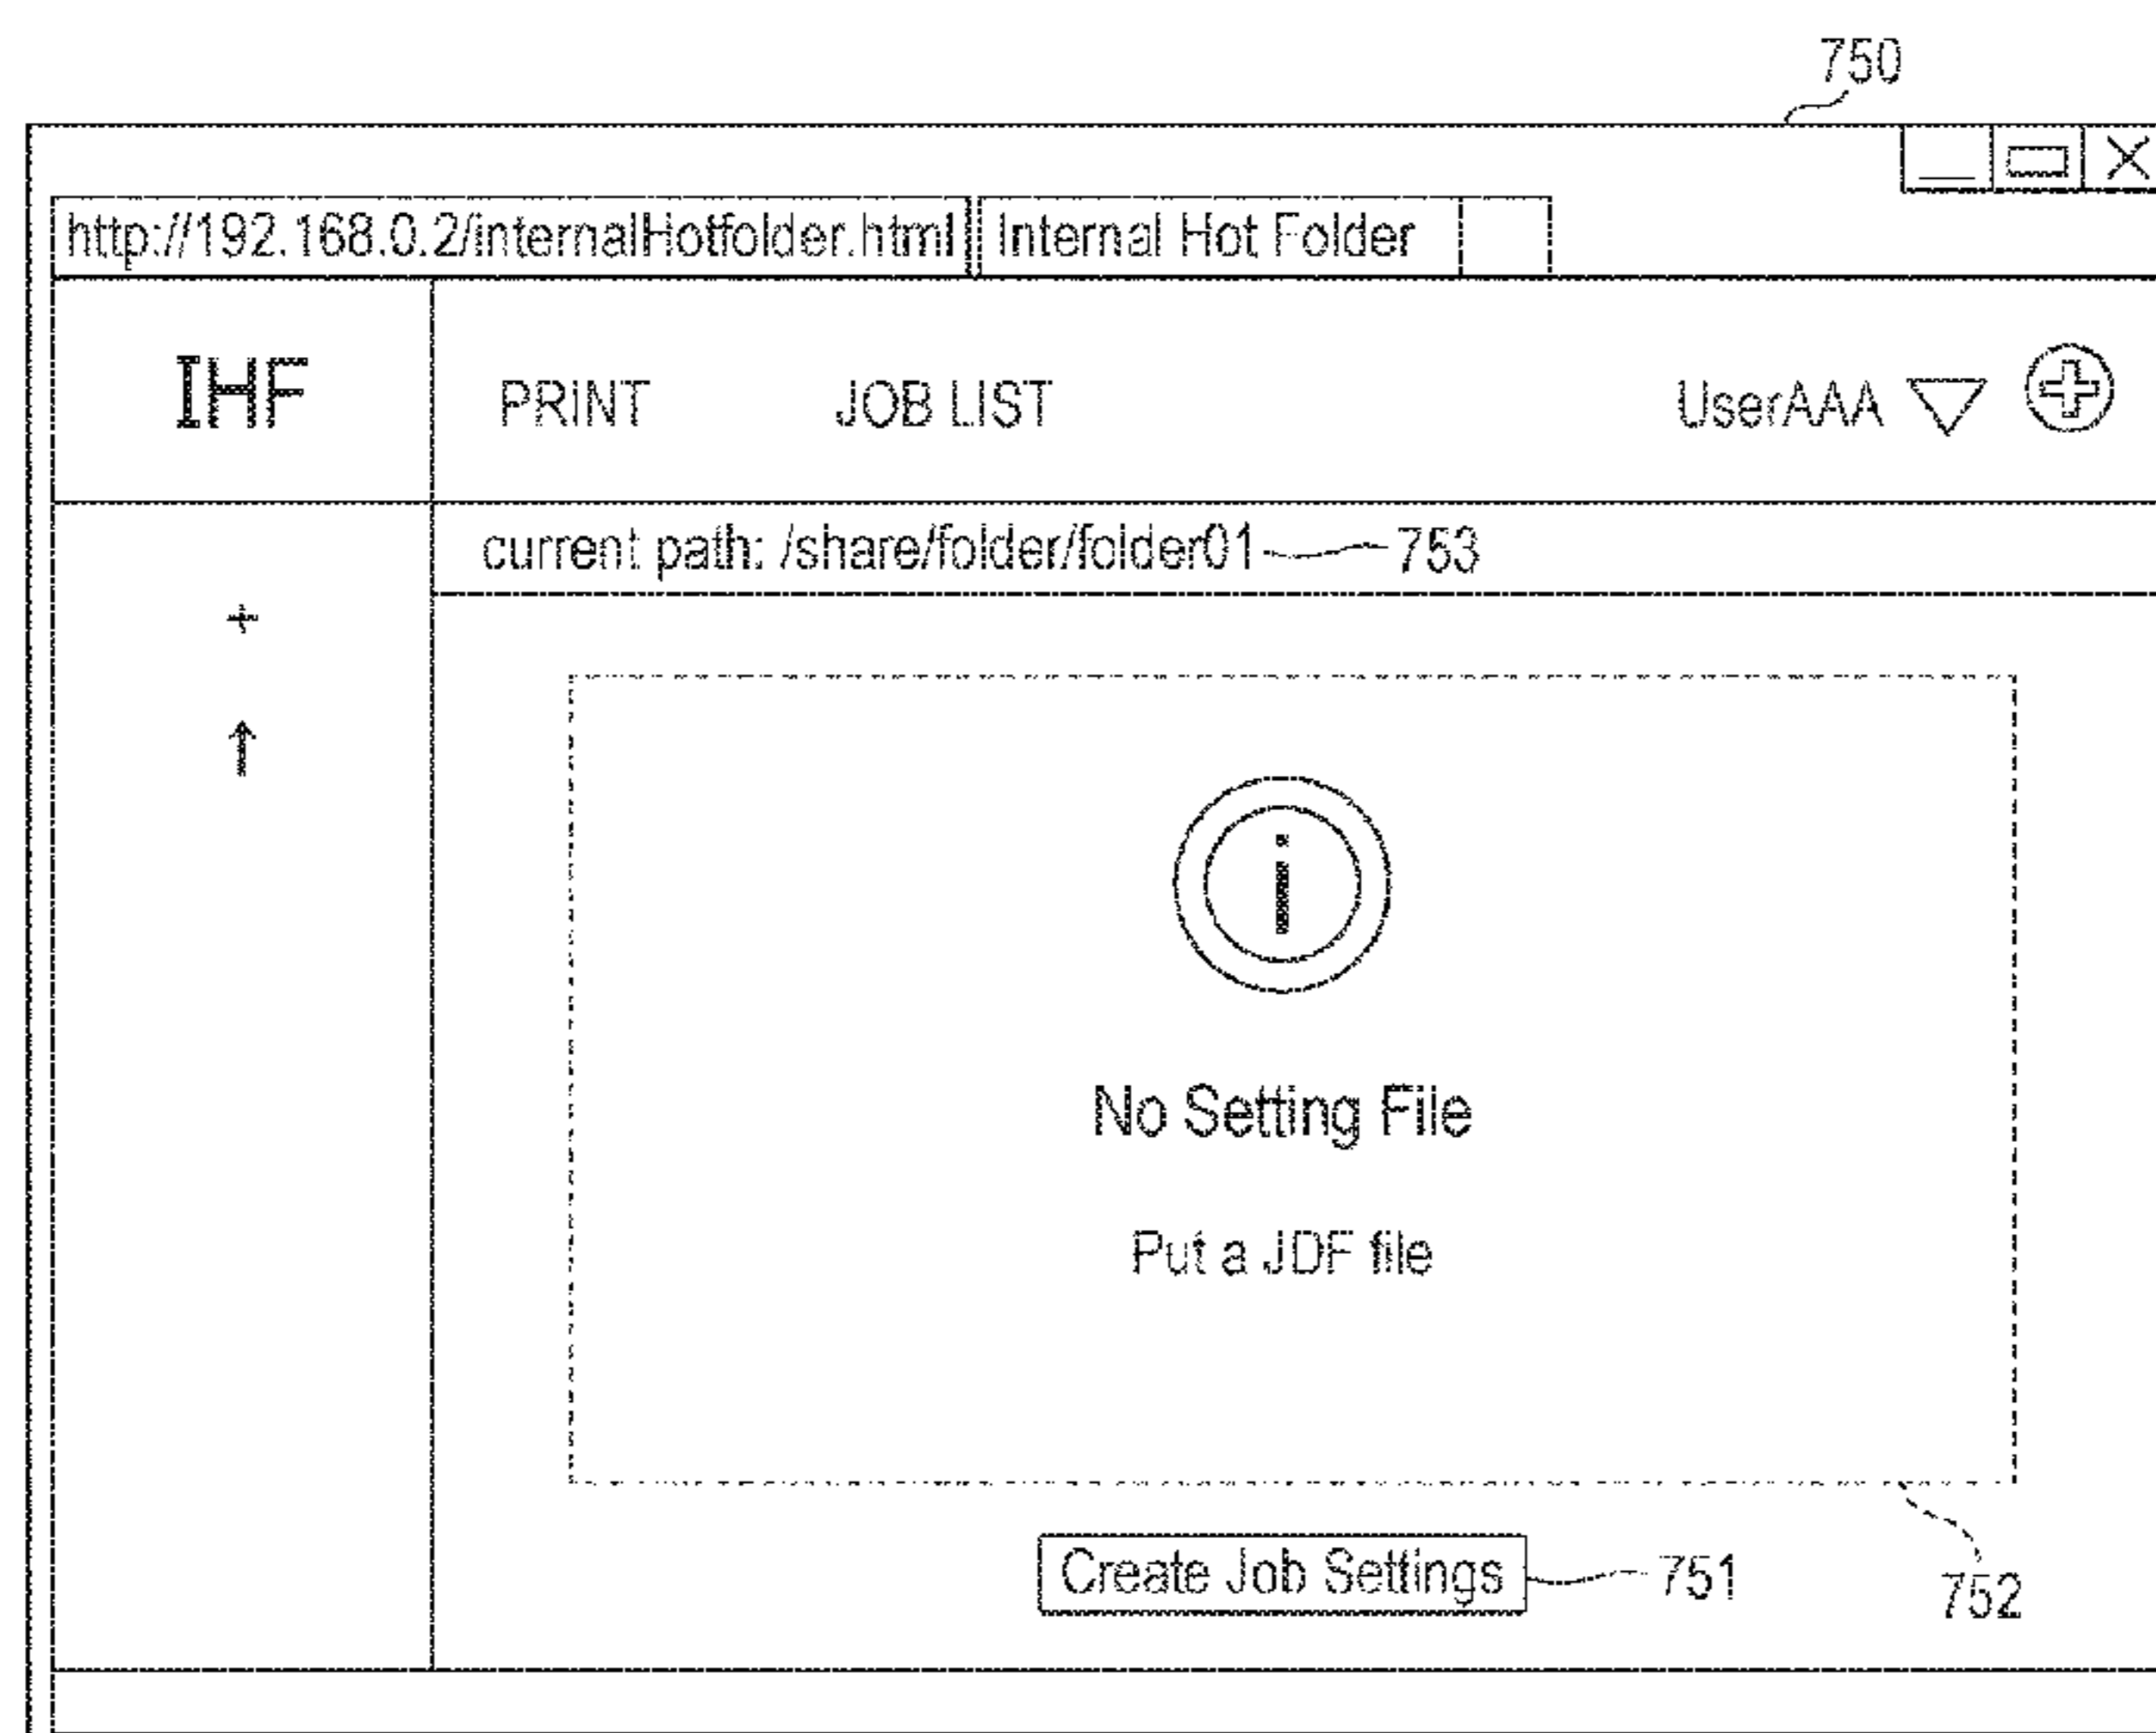 750
http://192.168.0.2/internalHotfolder.html Internal Hot Folder
IHF PRINT JOB LIST UserAAA
current path: /share/folder/folder01 753
+
↑
i
No Setting File
Put a JDF file
Create Job Settings 751
752